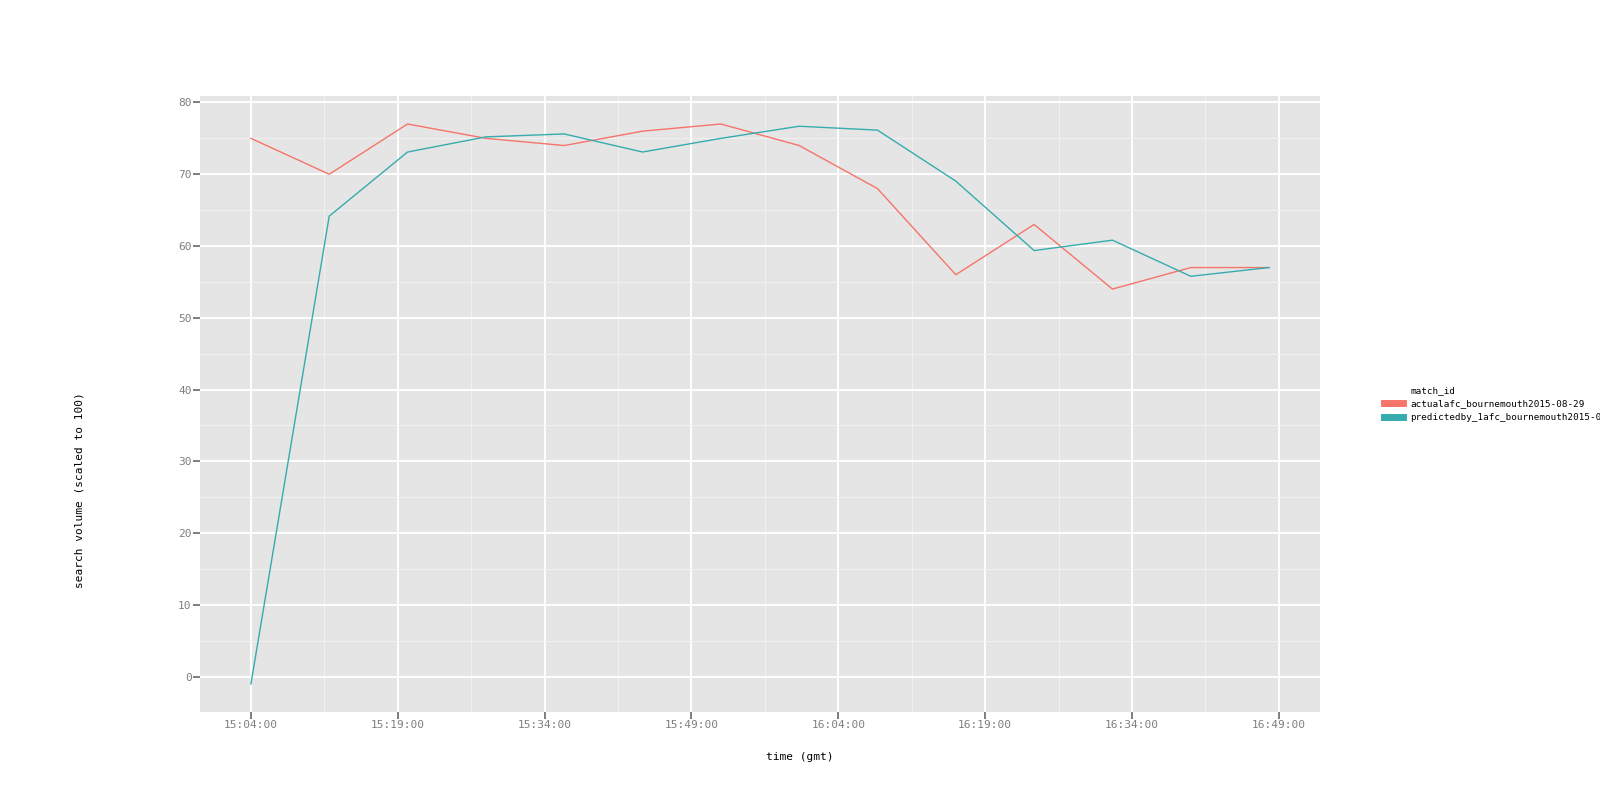 80
70
60
50
40
30
20
10
0
search volume (scaled to 100)
15:04:00 15:19:00 15:34:00 15:49:00 16:04:00 16:19:00 16:34:00 16:49:00
time (gmt)
match_id
actualafc_bournemouth2015-08-29
predictedby_1afc_bournemouth2015-0